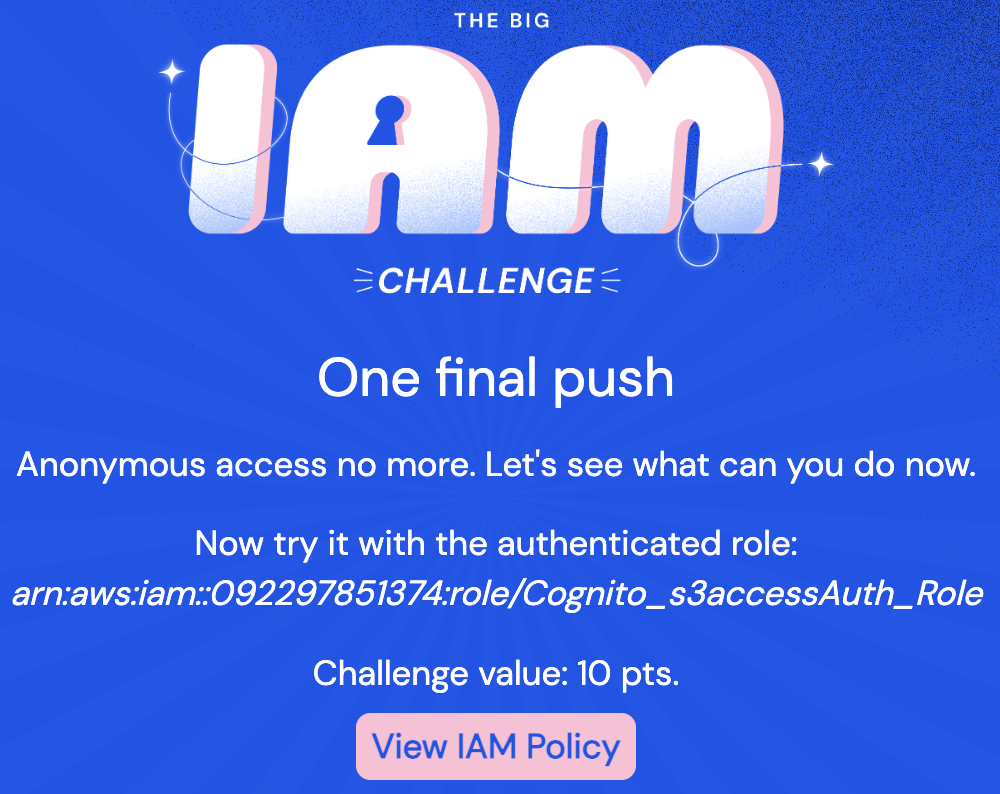 THE BIG
IAM
CHALLENGE
One final push
Anonymous access no more. Let's see what can you do now.
Now try it with the authenticated role:
arn:aws:iam::092297851374:role/Cognito_s3accessAuth_Role
Challenge value: 10 pts.
View IAM Policy